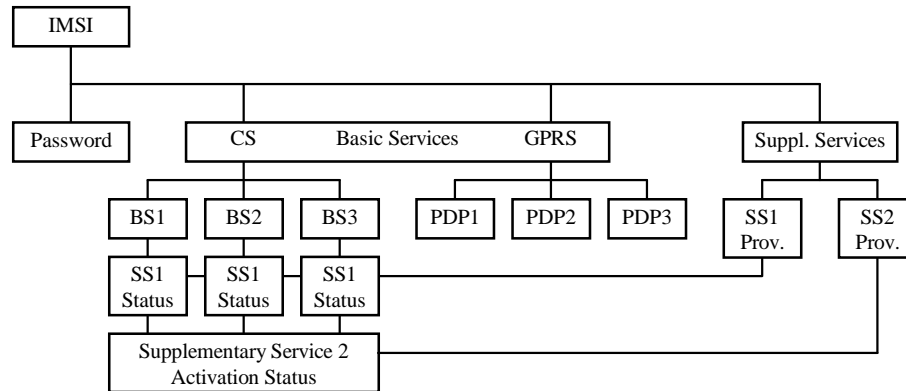 IMSI
Password
CS Basic Services GPRS
Suppl. Services
BS1
BS2
BS3
PDP1
PDP2
PDP3
SS1
Prov.
SS2
Prov.
SS1
Status
SS1
Status
SS1
Status
Supplementary Service 2
Activation Status